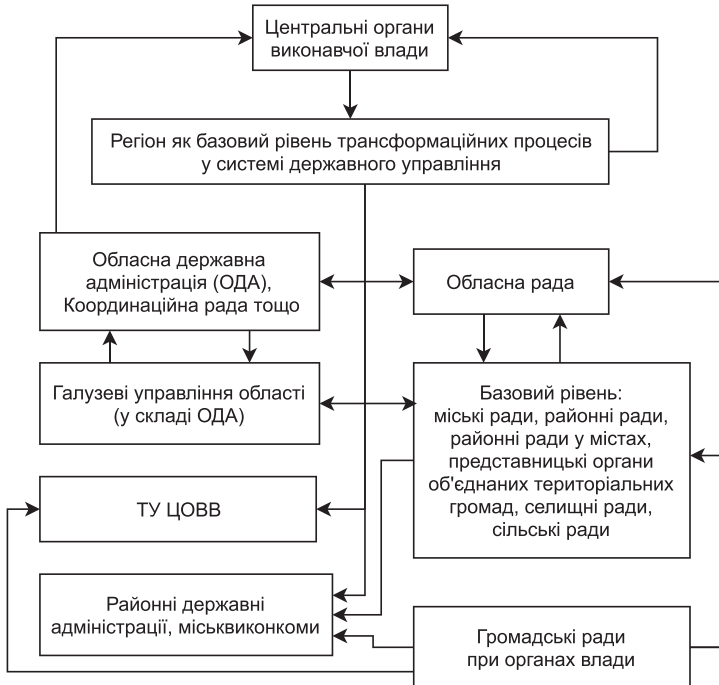 Центральні органи
виконавчої влади
Регіон як базовий рівень трансформаційних процесів
у системі державного управління
Обласна державна
адміністрація (ОДА),
Координаційна рада тощо
Обласна рада
Галузеві управління області
(у складі ОДА)
Базовий рівень:
міські ради, районні ради,
районні ради у містах,
представницькі органи
об'єднаних територіальних
громад, селищні ради,
сільські ради
ТУ ЦОВВ
Районні державні
адміністрації, міськвиконкоми
Громадські ради
при органах влади